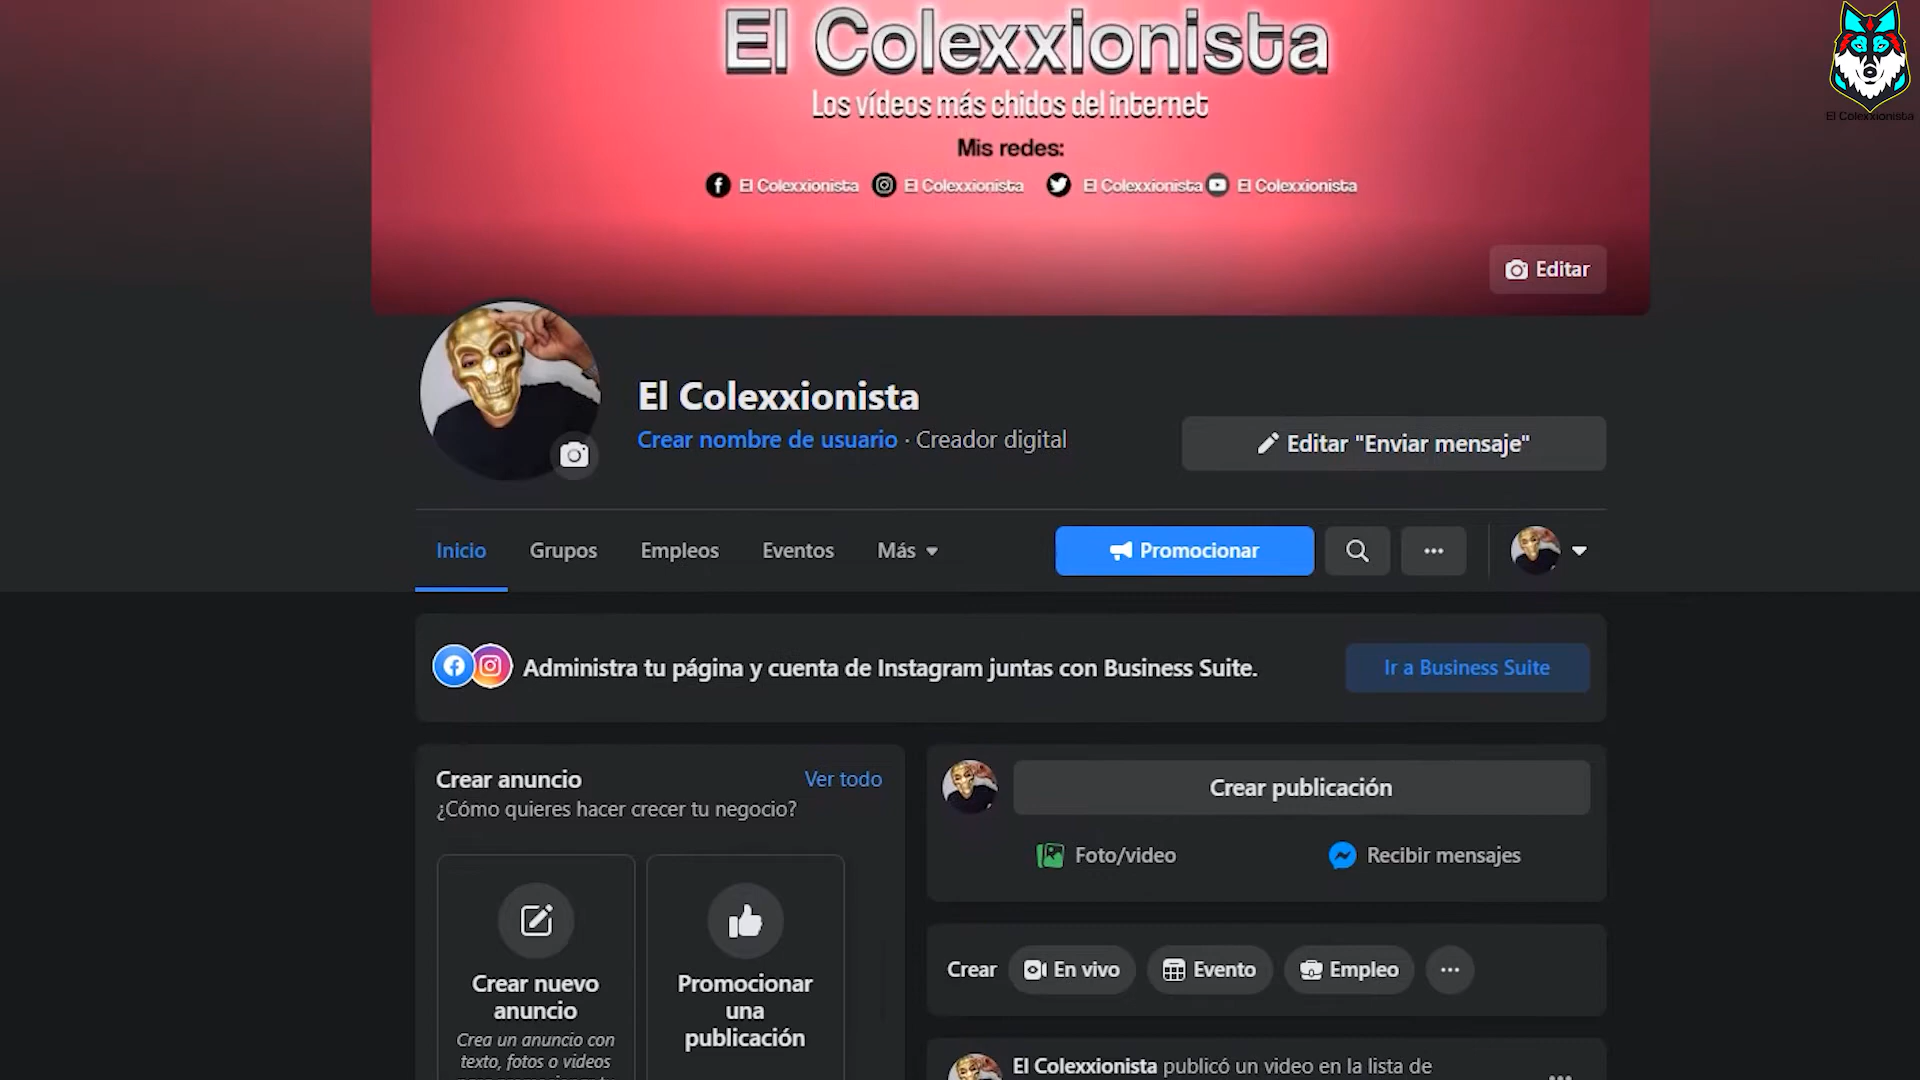 El Colexxionista
Los vídeos más chidos del internet
Mis redes:
El Colexxionista El Colexxionista El Colexxionista El Colexxionista
El Colexxionista
Editar
El Colexxionista
Crear nombre de usuario · Creador digital
Editar "Enviar mensaje"
Inicio Grupos Empleos Eventos Más Promocionar
Administra tu página y cuenta de Instagram juntas con Business Suite.
Ir a Business Suite
Crear anuncio Ver todo
¿Cómo quieres hacer crecer tu negocio?
Crear nuevo
anuncio
Crea un anuncio con
texto, fotos o videos
Promocionar
una
publicación
Crear publicación
Foto/video Recibir mensajes
Crear En vivo Evento Empleo
El Colexxionista publicó un video en la lista de